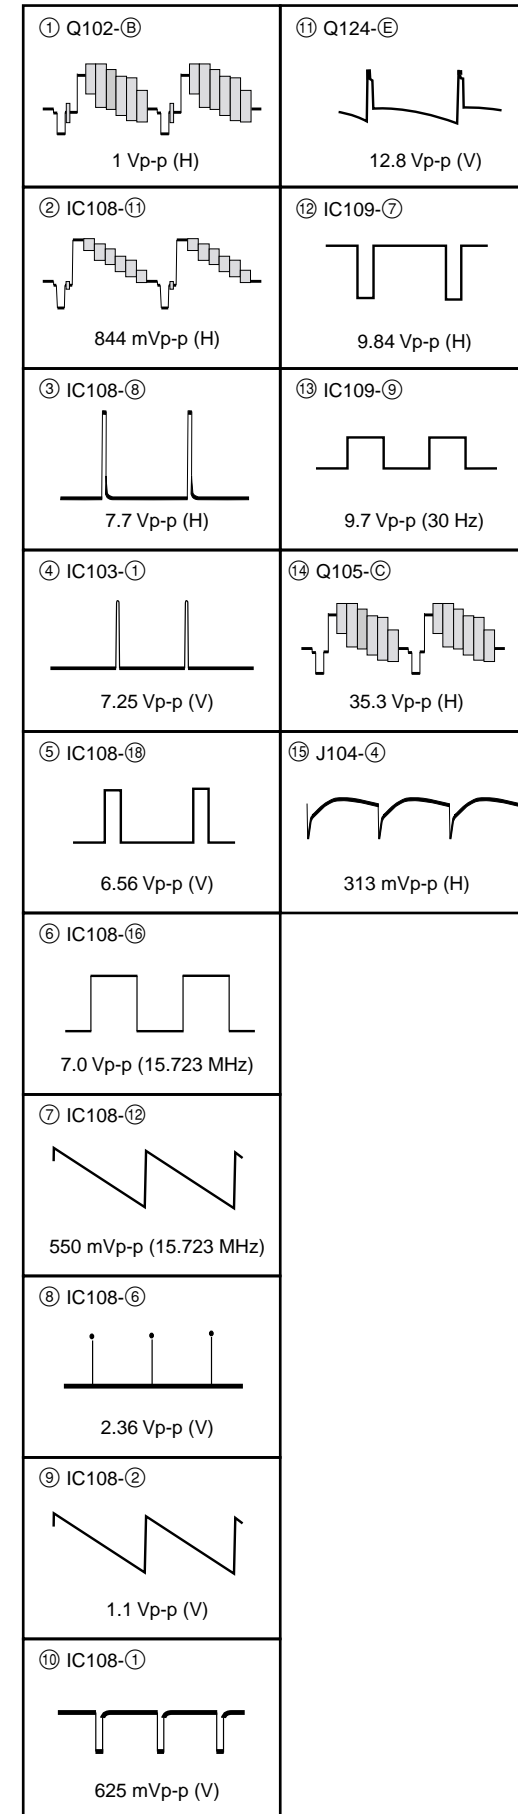 ① Q102-Ⓑ
1 Vp-p (H)
② IC108-⑪
844 mVp-p (H)
③ IC108-⑧
7.7 Vp-p (H)
④ IC103-①
7.25 Vp-p (V)
⑤ IC108-⑱
6.56 Vp-p (V)
⑥ IC108-⑯
7.0 Vp-p (15.723 MHz)
⑦ IC108-⑫
550 mVp-p (15.723 MHz)
⑧ IC108-⑥
2.36 Vp-p (V)
⑨ IC108-②
1.1 Vp-p (V)
⑩ IC108-①
625 mVp-p (V)
⑪ Q124-Ⓔ
12.8 Vp-p (V)
⑫ IC109-⑦
9.84 Vp-p (H)
⑬ IC109-⑨
9.7 Vp-p (30 Hz)
⑭ Q105-Ⓒ
35.3 Vp-p (H)
⑮ J104-④
313 mVp-p (H)